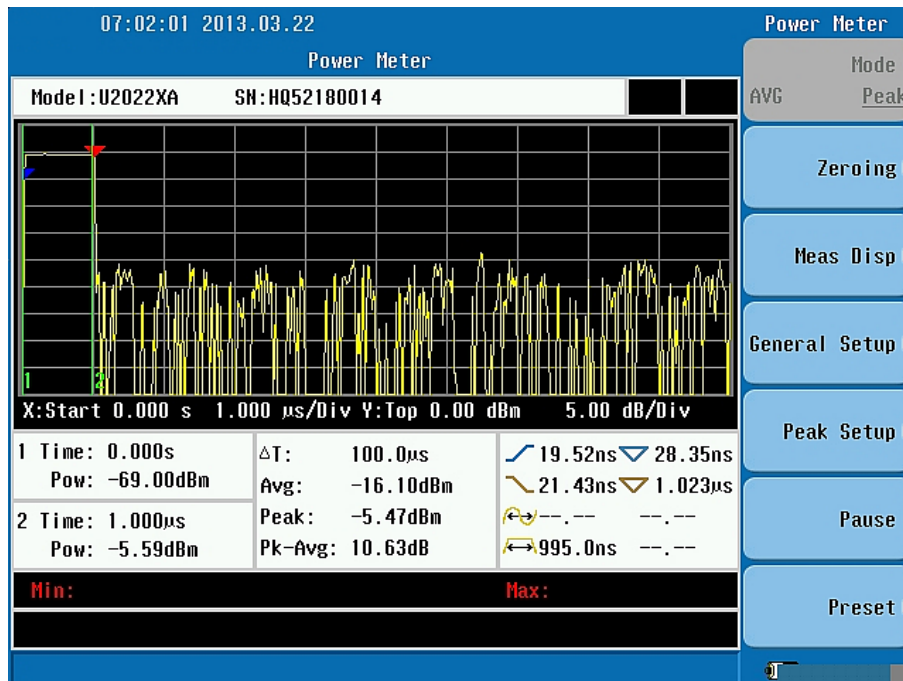 07:02:01 2013.03.22
Power Meter
Power Meter
Model:U2022XA SN:HQ52180014
Mode
AVG Peak
Zeroing
Meas Disp
General Setup
Peak Setup
Pause
Preset
1 2
X:Start 0.000 s 1.000 µs/Div Y:Top 0.00 dBm 5.00 dB/Div
1 Time: 0.000s
Pow: -69.00dBm
2 Time: 1.000µs
Pow: -5.59dBm
△T: 100.0µs
Avg: -16.10dBm
Peak: -5.47dBm
Pk-Avg: 10.63dB
19.52ns 28.35ns
21.43ns 1.023µs
--.-- --.--
995.0ns --.--
Min: Max: